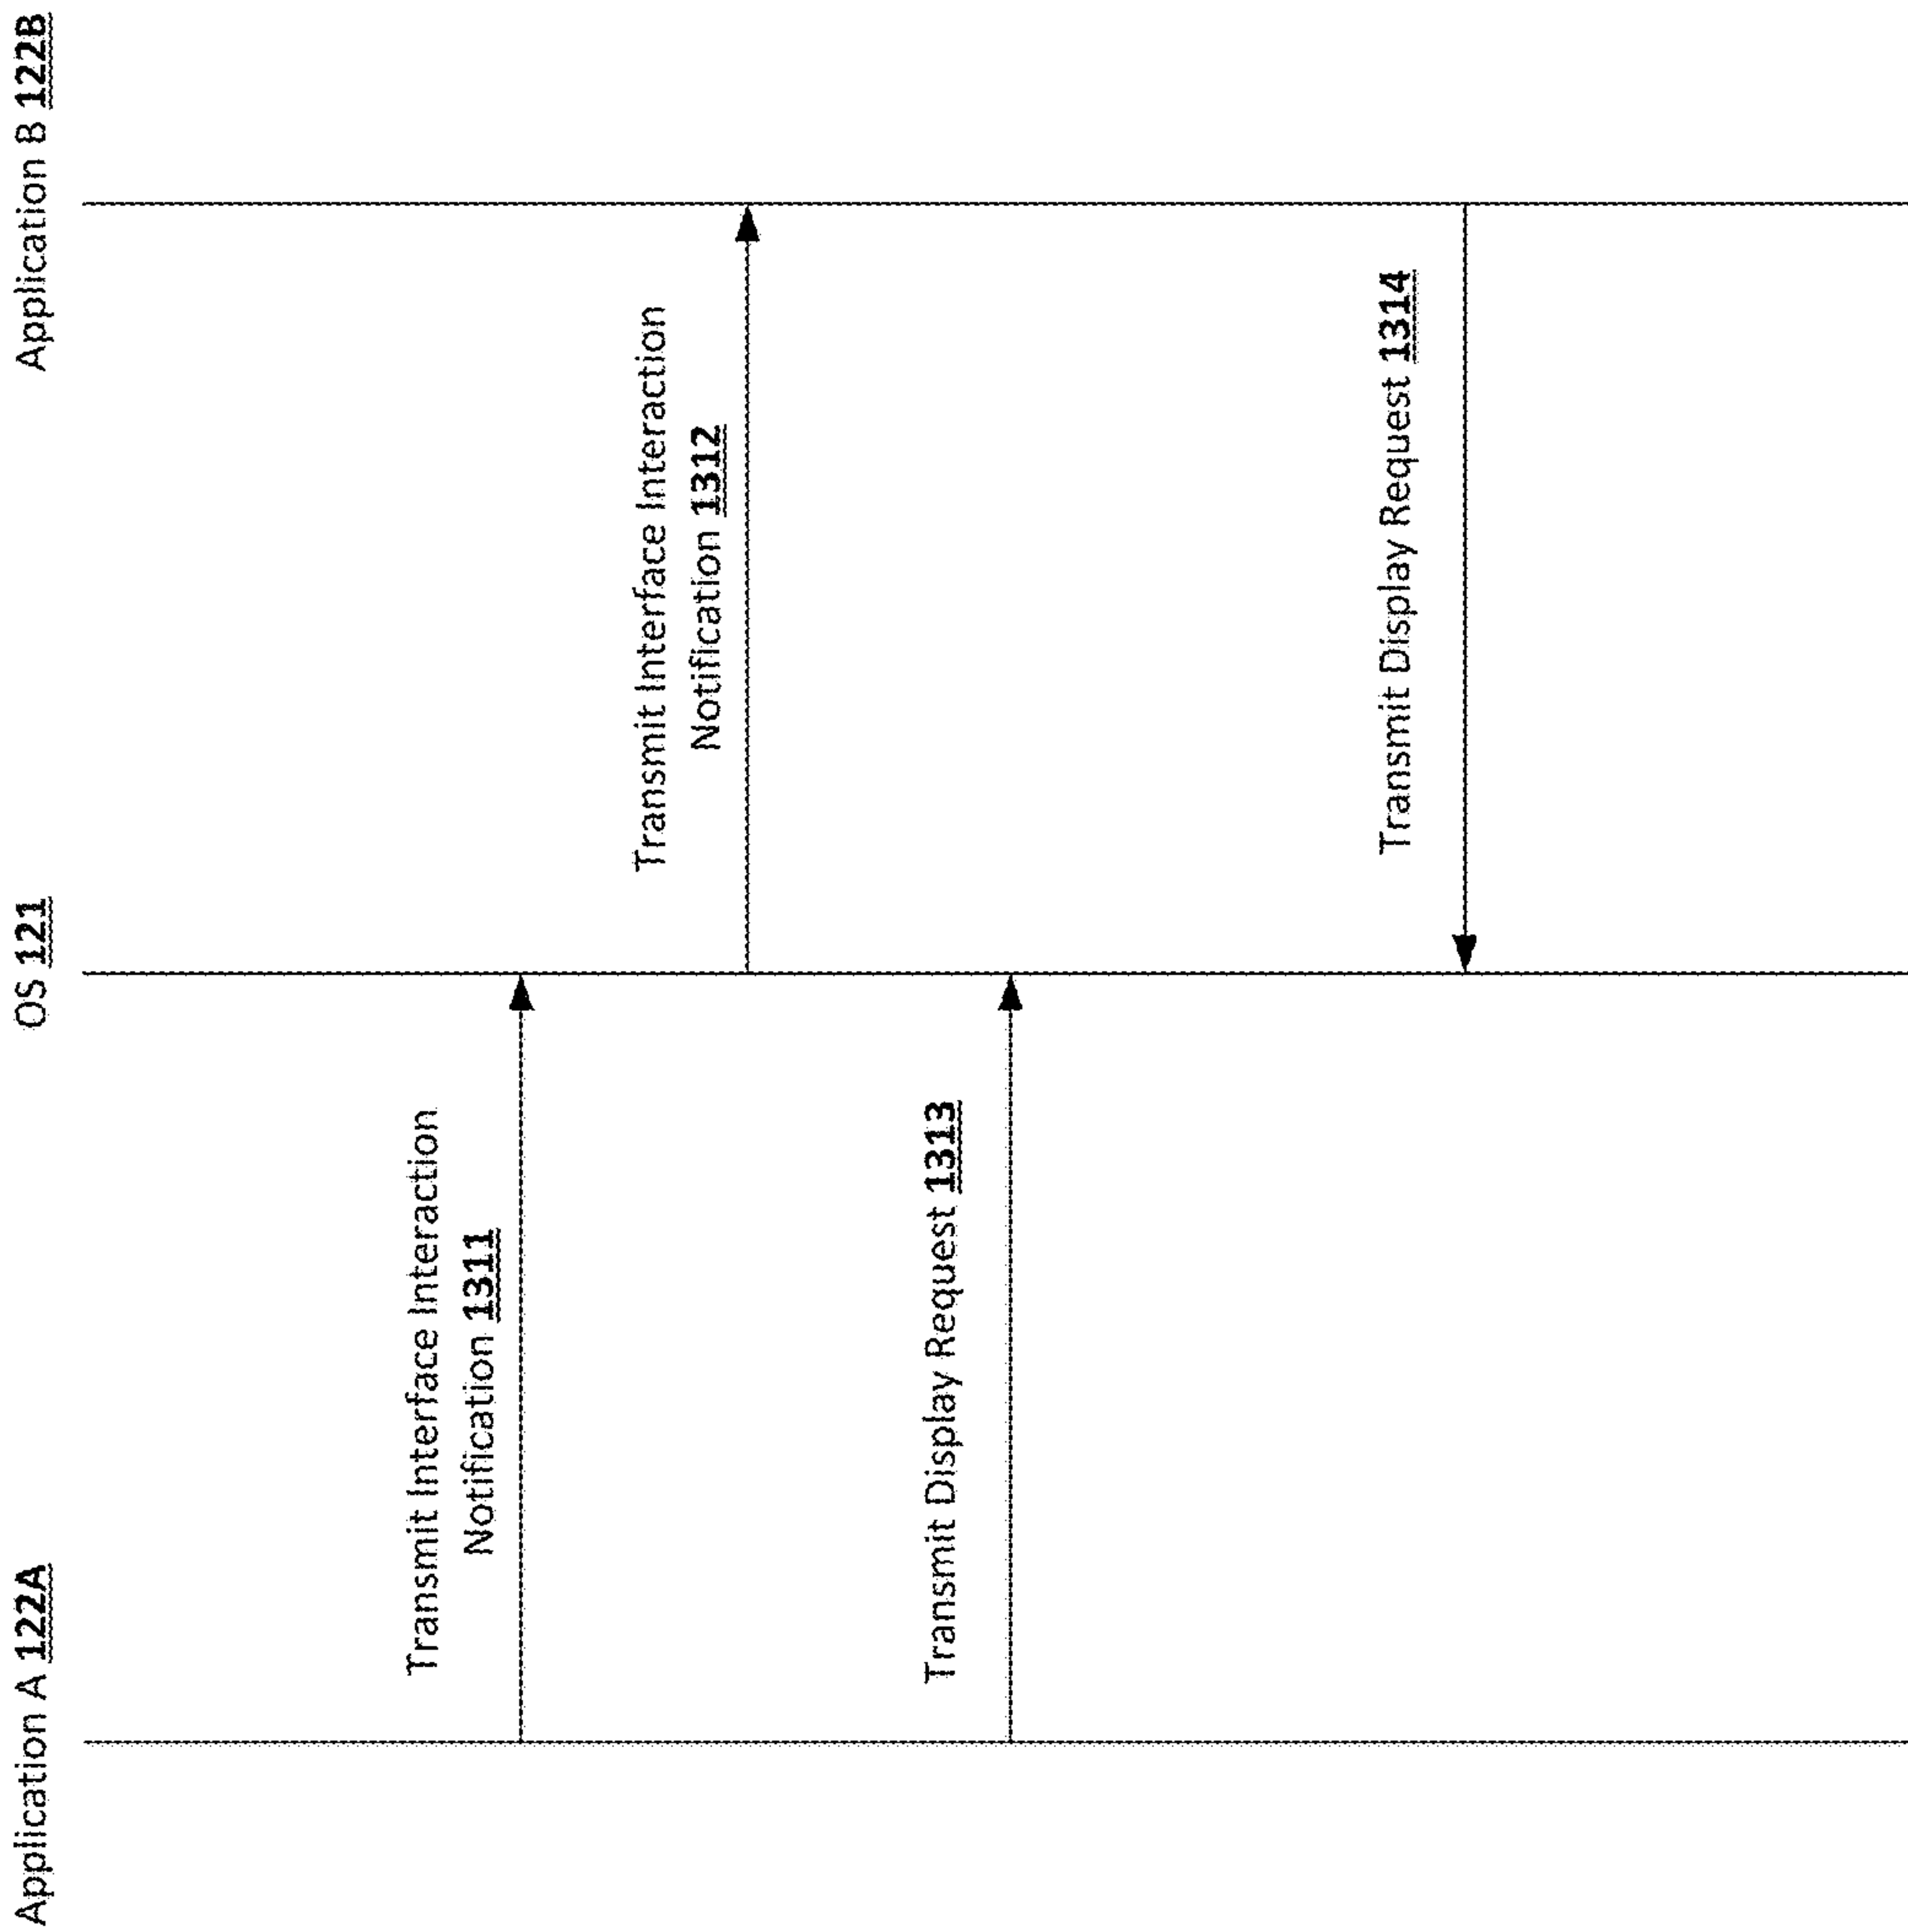 Application A 122A
OS 121
Application B 122B
Transmit Interface Interaction
Notification 1311
Transmit Interface Interaction
Notification 1312
Transmit Display Request 1313
Transmit Display Request 1314